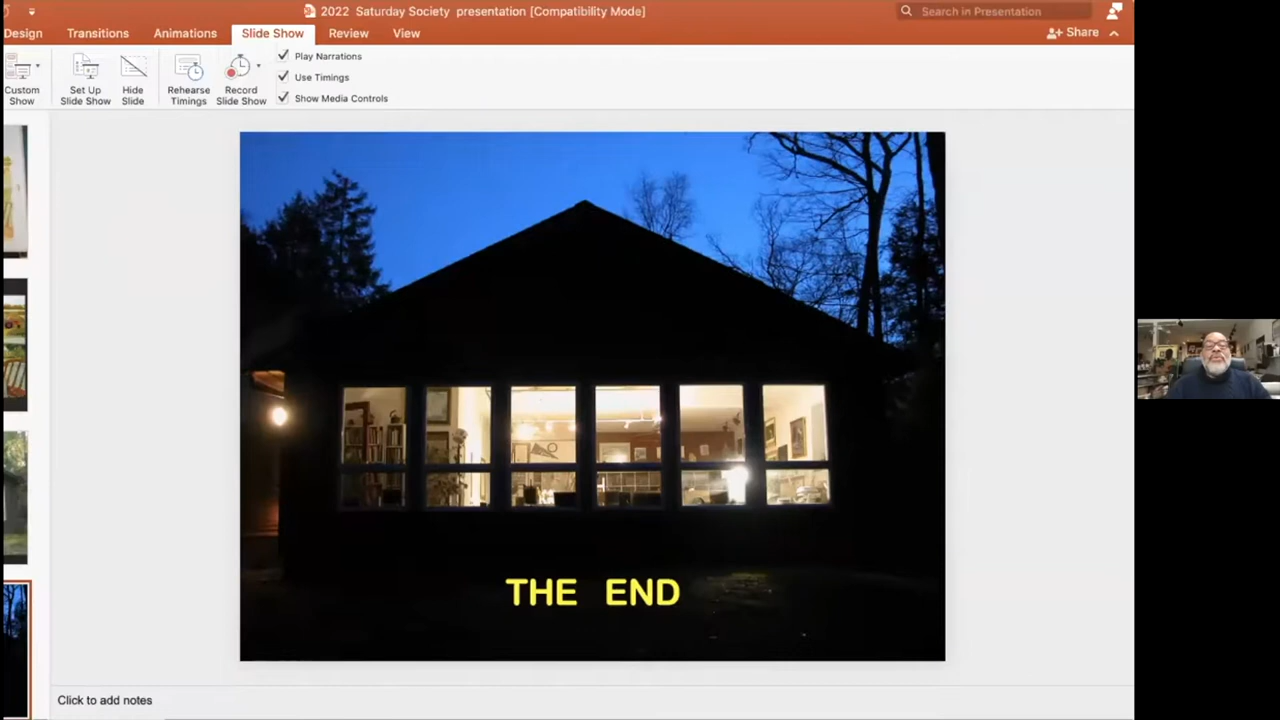 2022 Saturday Society presentation [Compatibility Mode]
Search in Presentation
Design
Transitions
Animations
Slide Show
Review
View
Share
Custom
Show
Set Up
Slide Show
Hide
Slide
Rehearse
Timings
Record
Slide Show
Play Narrations
Use Timings
Show Media Controls
THE END
Click to add notes